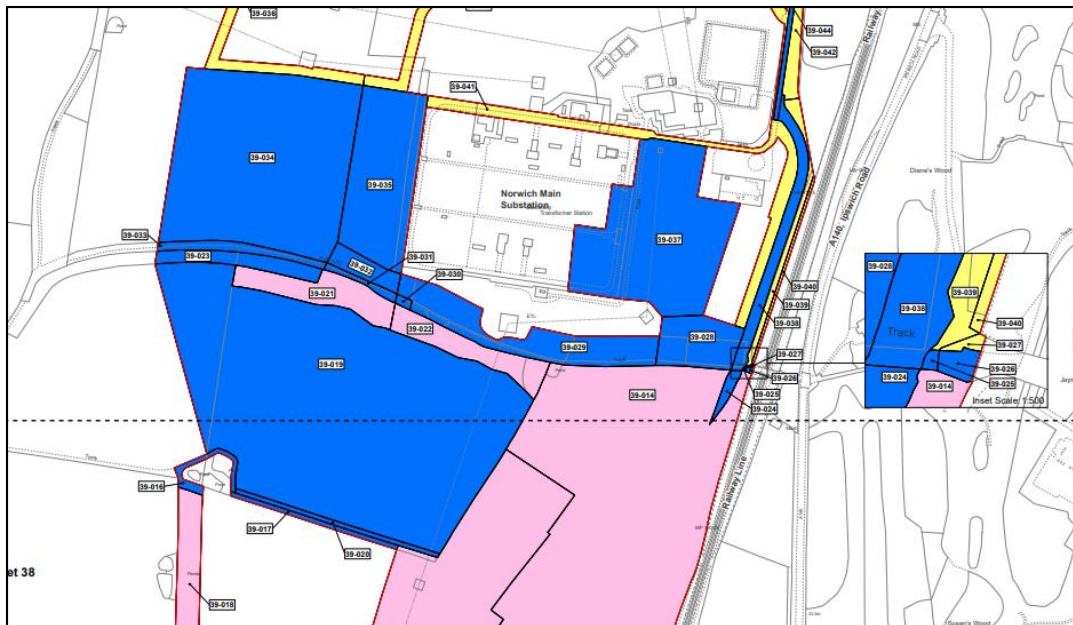 39-036
39-044
39-042
Railway
39-041
Pond
Track
39-034
39-035
Norwich Main
Substation
Transformer Station
39-037
A140, Ipswich Road
Diana's Wood
39-033
39-023
39-032
39-031
39-030
39-021
39-022
ETL
39-040
39-039
39-038
39-028
39-029
39-027
39-026
39-025
39-024
39-019
39-014
39-028
39-038
39-039
39-040
Track
39-027
39-026
39-025
39-024
39-014
Inset Scale 1:500
Railway Line
39-016
39-017
39-020
et 38
39-018
Susan's Wood